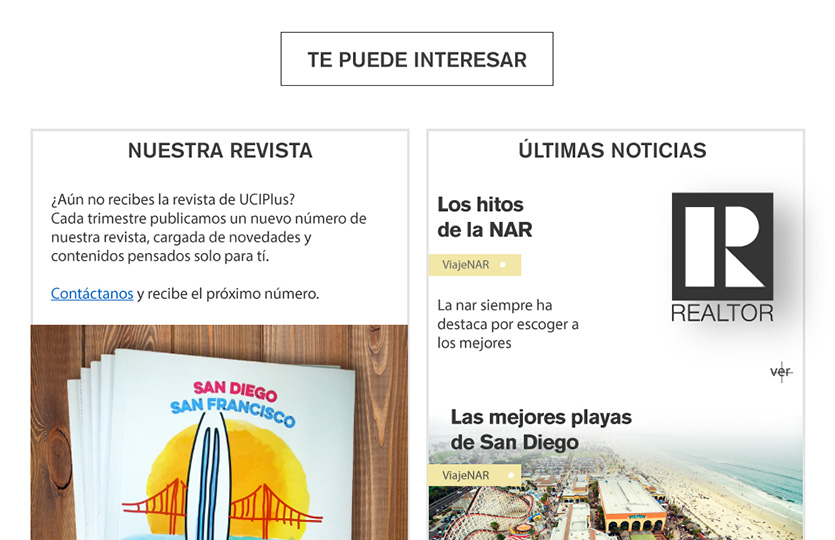 TE PUEDE INTERESAR
NUESTRA REVISTA
¿Aún no recibes la revista de UCIPlus?
Cada trimestre publicamos un nuevo número de
nuestra revista, cargada de novedades y
contenidos pensados solo para tí.
Contáctanos y recibe el próximo número.
SAN DIEGO
SAN FRANCISCO
ÚLTIMAS NOTICIAS
Los hitos
de la NAR
ViajeNAR
La nar siempre ha
destaca por escoger a
los mejores
R
REALTOR
ver
Las mejores playas
de San Diego
ViajeNAR